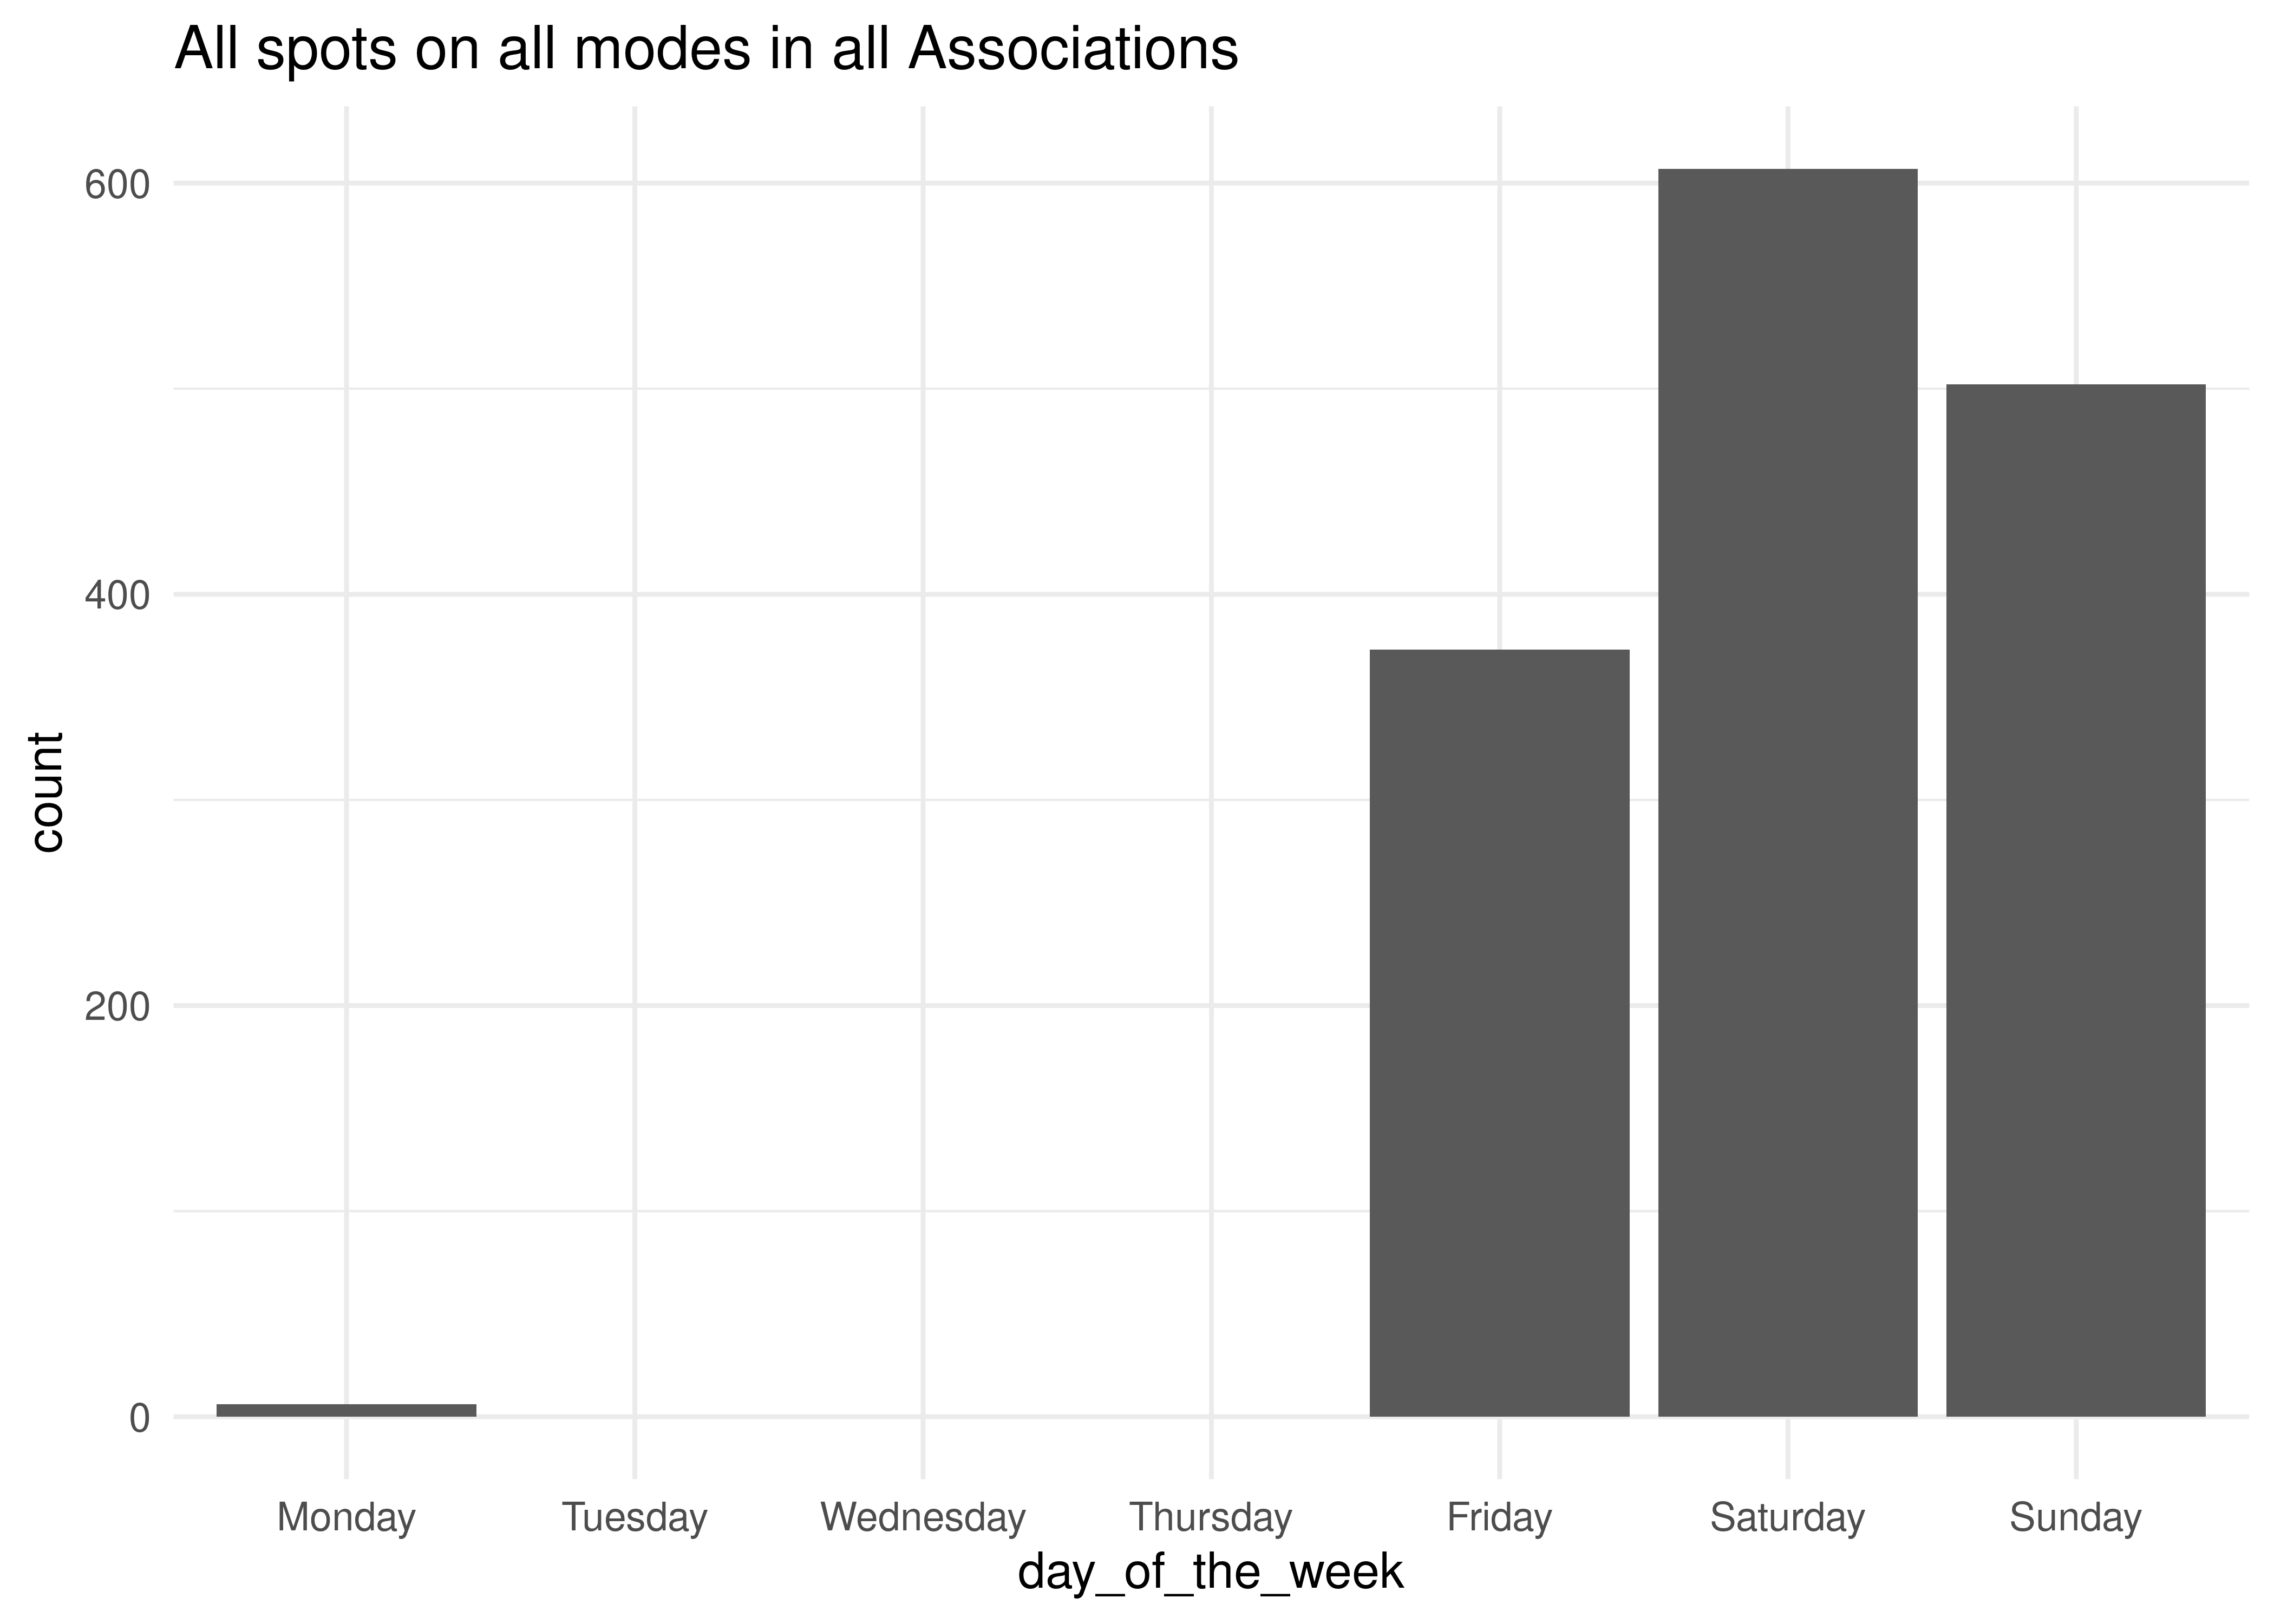 All spots on all modes in all Associations
600
400
200
0
count
Monday Tuesday Wednesday Thursday Friday Saturday Sunday
day_of_the_week